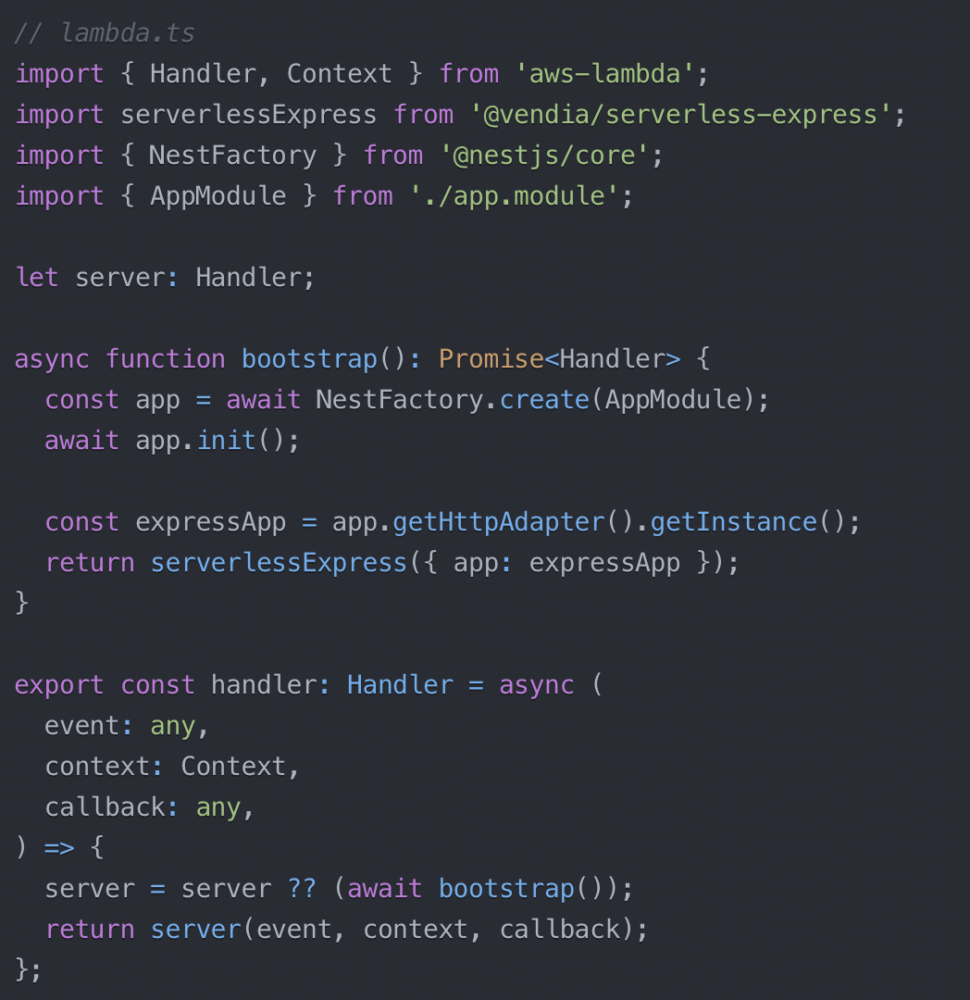 // lambda.ts
import { Handler, Context } from 'aws-lambda';
import serverlessExpress from '@vendia/serverless-express';
import { NestFactory } from '@nestjs/core';
import { AppModule } from './app.module';

let server: Handler;

async function bootstrap(): Promise<Handler> {
  const app = await NestFactory.create(AppModule);
  await app.init();

  const expressApp = app.getHttpAdapter().getInstance();
  return serverlessExpress({ app: expressApp });
}

export const handler: Handler = async (
  event: any,
  context: Context,
  callback: any,
) => {
  server = server ?? (await bootstrap());
  return server(event, context, callback);
};